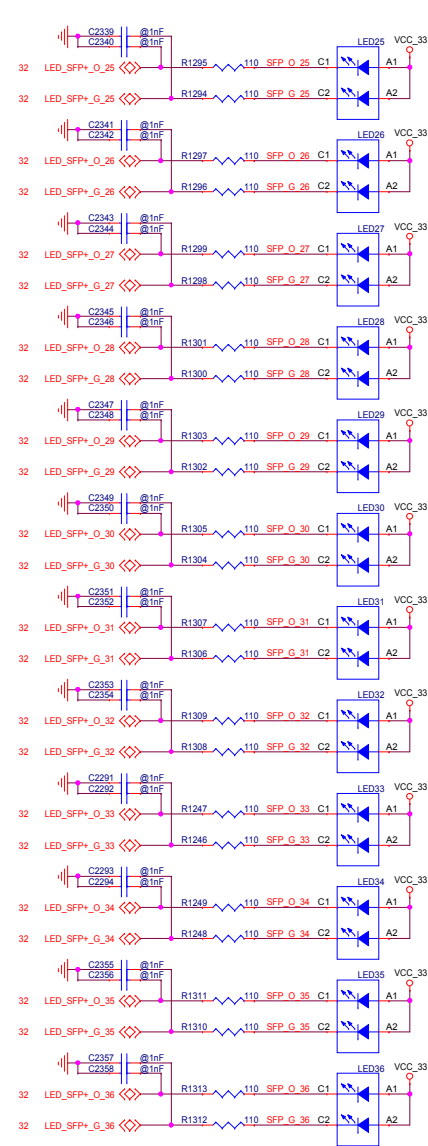 C2339 @1nF LED25 VCC_33
C2340 @1nF
32 LED_SFP+_O_25 R1295 110 SFP_O_25 C1 A1
32 LED_SFP+_G_25 R1294 110 SFP_G_25 C2 A2
C2341 @1nF LED26 VCC_33
C2342 @1nF
32 LED_SFP+_O_26 R1297 110 SFP_O_26 C1 A1
32 LED_SFP+_G_26 R1296 110 SFP_G_26 C2 A2
C2343 @1nF LED27 VCC_33
C2344 @1nF
32 LED_SFP+_O_27 R1299 110 SFP_O_27 C1 A1
32 LED_SFP+_G_27 R1298 110 SFP_G_27 C2 A2
C2345 @1nF LED28 VCC_33
C2346 @1nF
32 LED_SFP+_O_28 R1301 110 SFP_O_28 C1 A1
32 LED_SFP+_G_28 R1300 110 SFP_G_28 C2 A2
C2347 @1nF LED29 VCC_33
C2348 @1nF
32 LED_SFP+_O_29 R1303 110 SFP_O_29 C1 A1
32 LED_SFP+_G_29 R1302 110 SFP_G_29 C2 A2
C2349 @1nF LED30 VCC_33
C2350 @1nF
32 LED_SFP+_O_30 R1305 110 SFP_O_30 C1 A1
32 LED_SFP+_G_30 R1304 110 SFP_G_30 C2 A2
C2351 @1nF LED31 VCC_33
C2352 @1nF
32 LED_SFP+_O_31 R1307 110 SFP_O_31 C1 A1
32 LED_SFP+_G_31 R1306 110 SFP_G_31 C2 A2
C2353 @1nF LED32 VCC_33
C2354 @1nF
32 LED_SFP+_O_32 R1309 110 SFP_O_32 C1 A1
32 LED_SFP+_G_32 R1308 110 SFP_G_32 C2 A2
C2291 @1nF LED33 VCC_33
C2292 @1nF
32 LED_SFP+_O_33 R1247 110 SFP_O_33 C1 A1
32 LED_SFP+_G_33 R1246 110 SFP_G_33 C2 A2
C2293 @1nF LED34 VCC_33
C2294 @1nF
32 LED_SFP+_O_34 R1249 110 SFP_O_34 C1 A1
32 LED_SFP+_G_34 R1248 110 SFP_G_34 C2 A2
C2355 @1nF LED35 VCC_33
C2356 @1nF
32 LED_SFP+_O_35 R1311 110 SFP_O_35 C1 A1
32 LED_SFP+_G_35 R1310 110 SFP_G_35 C2 A2
C2357 @1nF LED36 VCC_33
C2358 @1nF
32 LED_SFP+_O_36 R1313 110 SFP_O_36 C1 A1
32 LED_SFP+_G_36 R1312 110 SFP_G_36 C2 A2